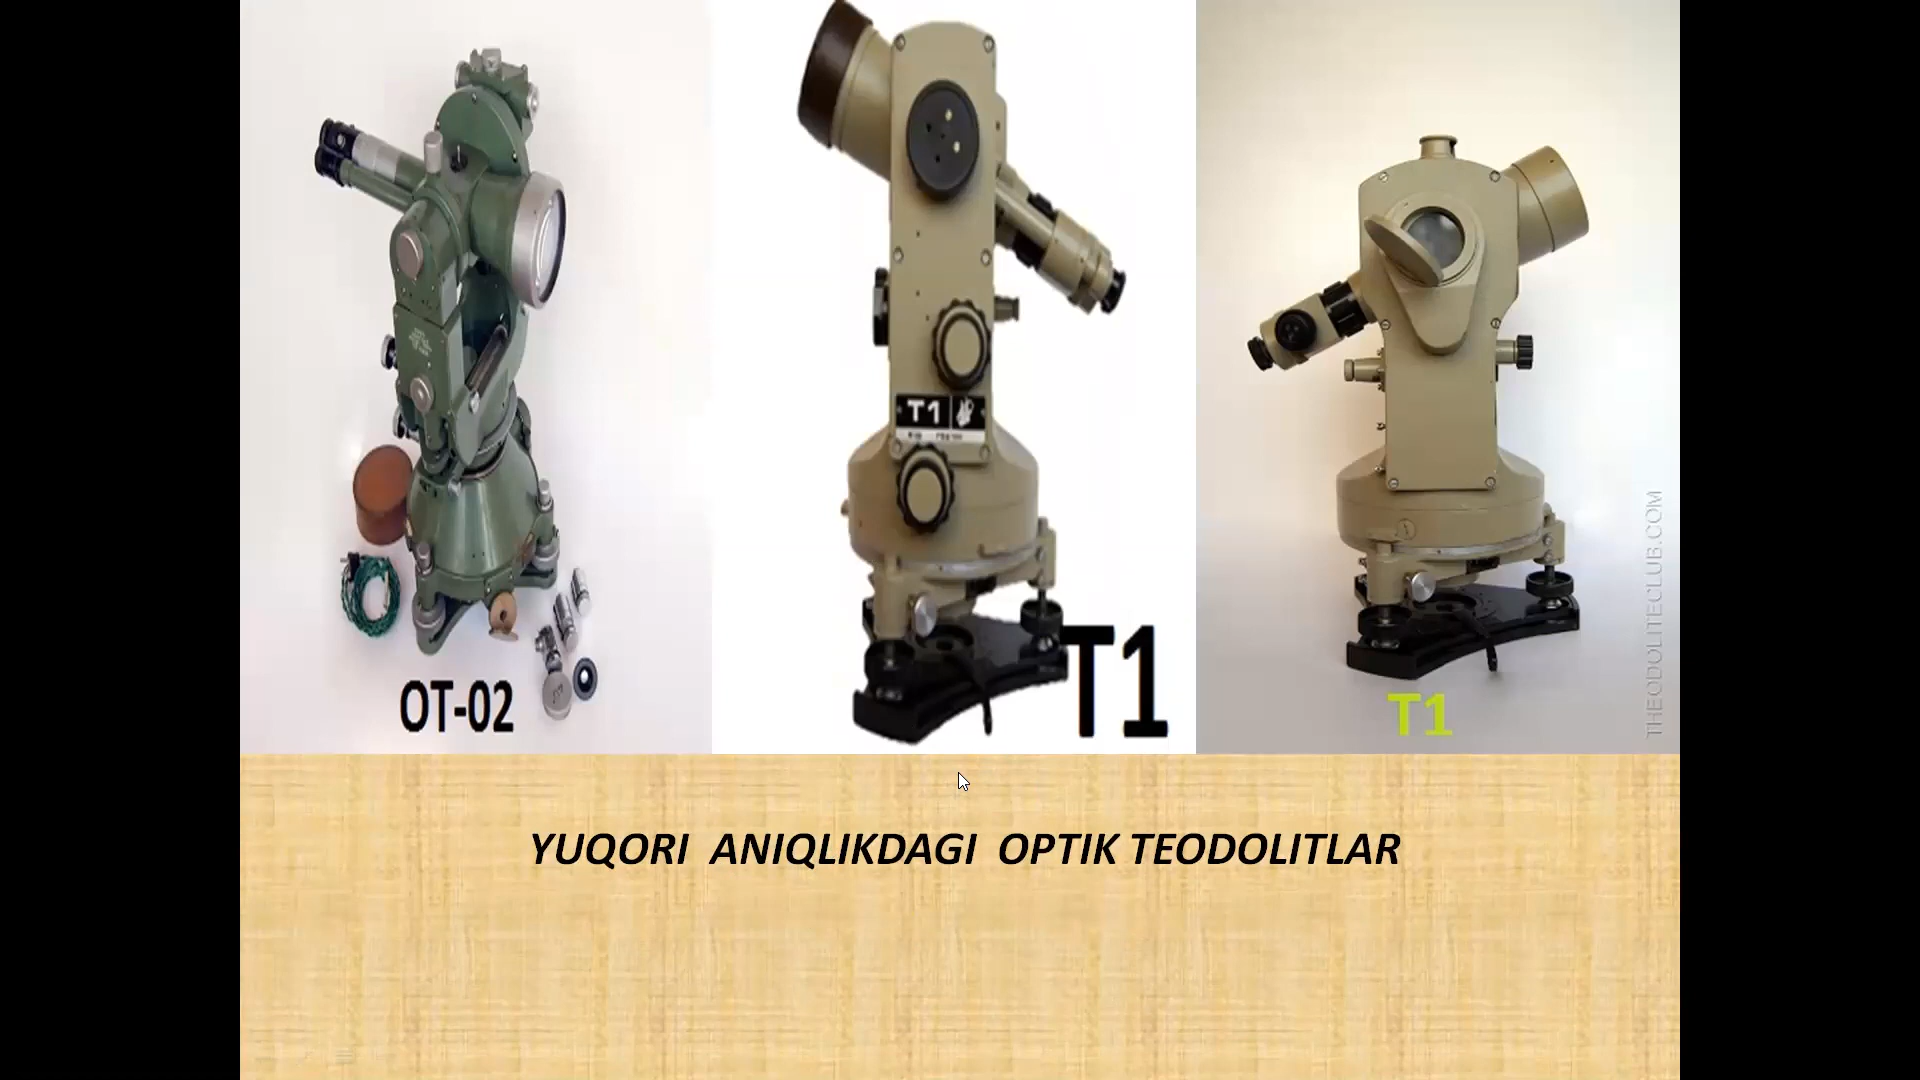 T1
OT-02
T1
T1
THEODOLITECLUB.COM
YUQORI ANIQLIKDAGI OPTIK TEODOLITLAR